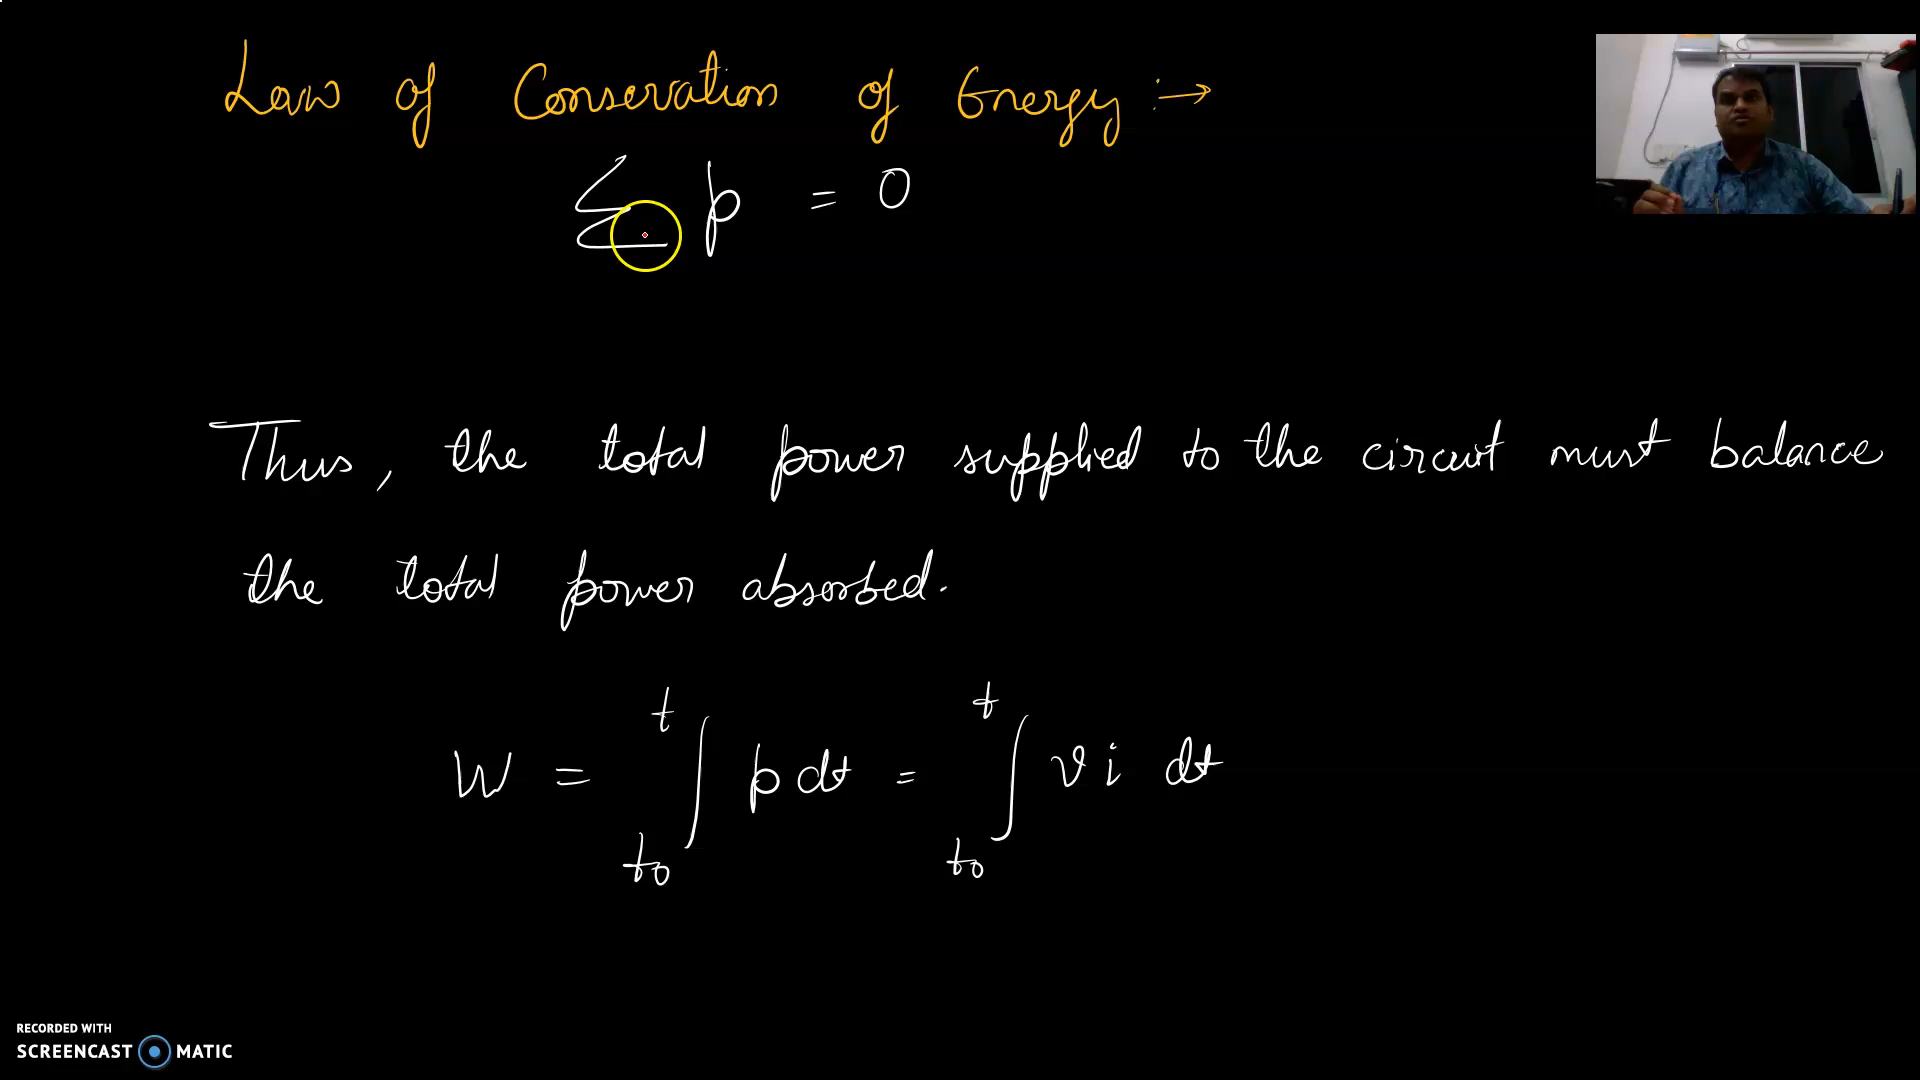 Law of Conservation of Energy :→
∑ p = 0
Thus, the total power supplied to the circuit must balance
the total power absorbed.
W = ∫_{t0}^{t} p dt = ∫_{t0}^{t} v i dt
RECORDED WITH
SCREENCAST MATIC